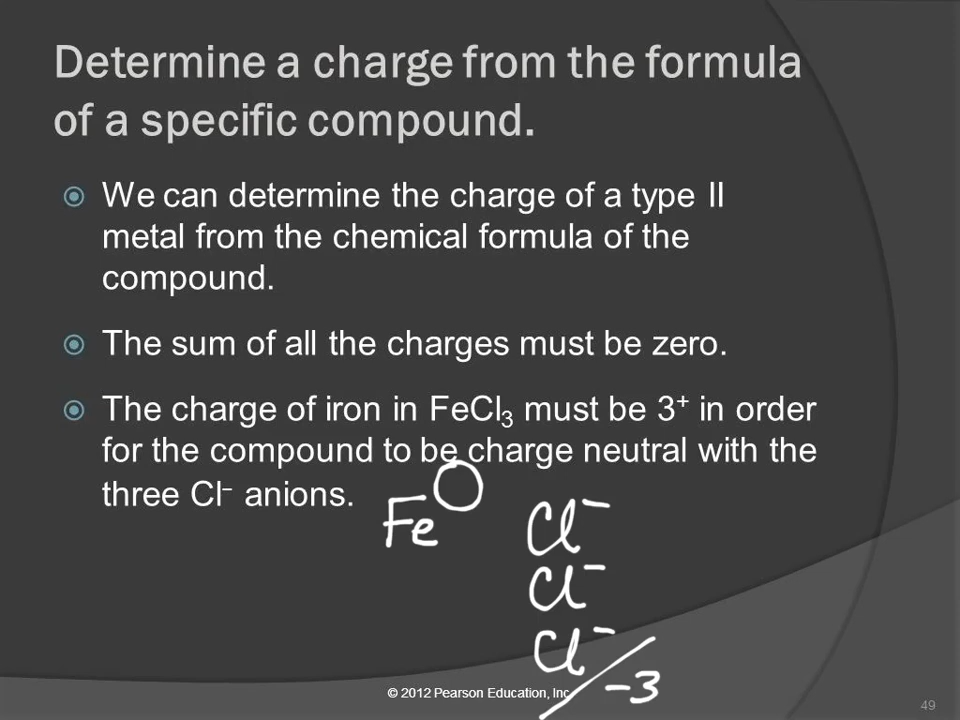 Determine a charge from the formula
of a specific compound.
We can determine the charge of a type II
metal from the chemical formula of the
compound.
The sum of all the charges must be zero.
The charge of iron in FeCl₃ must be 3⁺ in order
for the compound to be charge neutral with the
three Cl⁻ anions.
Fe
Cl⁻
Cl⁻
Cl⁻
-3
© 2012 Pearson Education, Inc
49